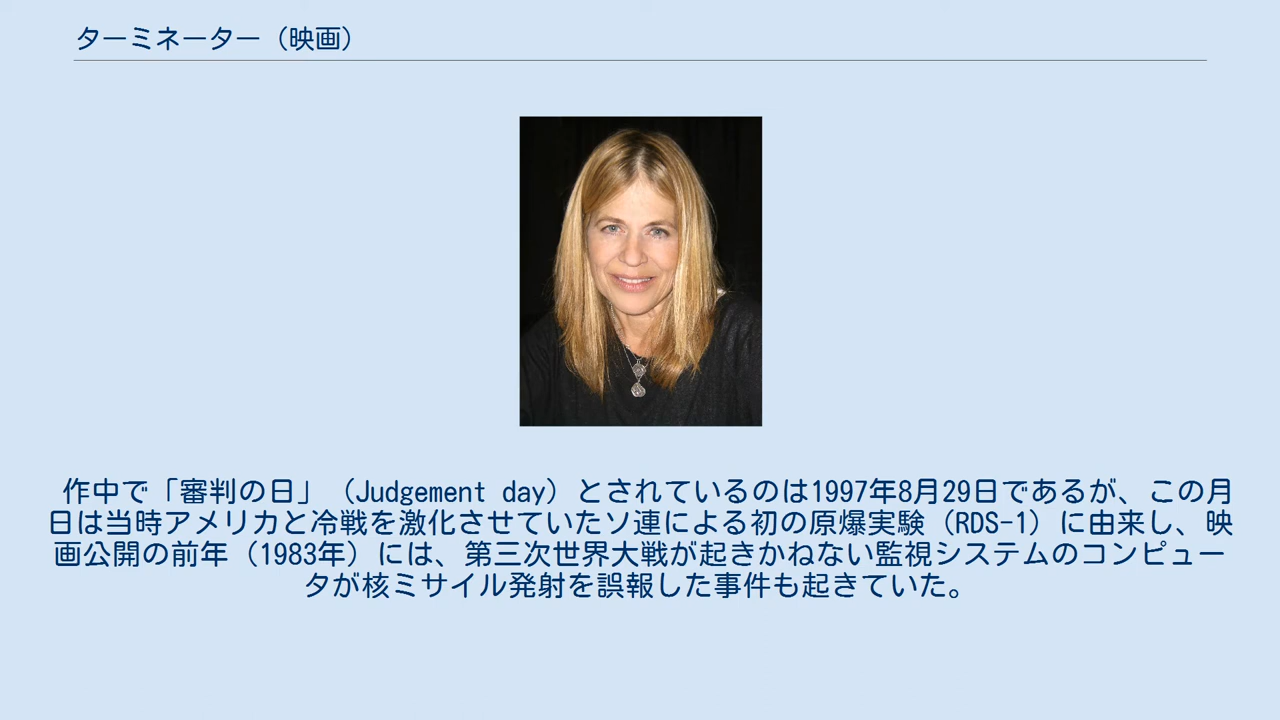 ターミネーター（映画）
作中で「審判の日」（Judgement day）とされているのは1997年8月29日であるが、この月
日は当時アメリカと冷戦を激化させていたソ連による初の原爆実験（RDS-1）に由来し、映
画公開の前年（1983年）には、第三次世界大戦が起きかねない監視システムのコンピュー
タが核ミサイル発射を誤報した事件も起きていた。